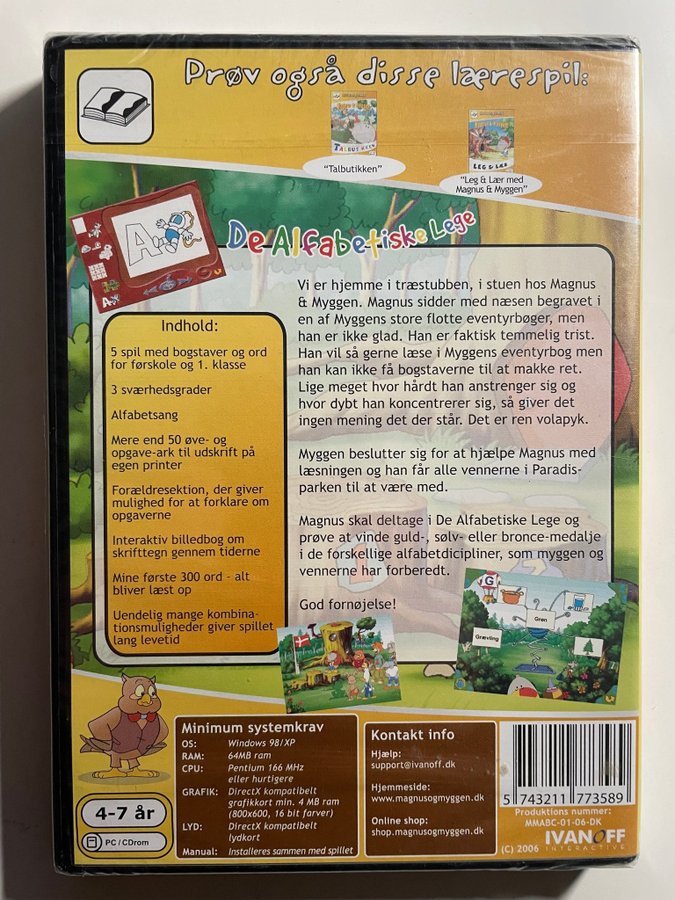 Prøv også disse lærespil:
TALBUTIKKEN
LEG & LÆR
"Talbutikken"
"Leg & Lær med
Magnus & Myggen"
A
De Alfabetiske Lege
Vi er hjemme i træstubben, i stuen hos Magnus
& Myggen. Magnus sidder med næsen begravet i
en af Myggens store flotte eventyrbøger, men
han er ikke glad. Han er faktisk temmelig trist.
Han vil så gerne læse i Myggens eventyrbog men
han kan ikke få bogstaverne til at makke ret.
Lige meget hvor hårdt han anstrenger sig og
hvor dybt han koncentrerer sig, så giver det
ingen mening det der står. Det er ren volapyk.
Myggen beslutter sig for at hjælpe Magnus med
læsningen og han får alle vennerne i Paradis-
parken til at være med.
Magnus skal deltage i De Alfabetiske Lege og
prøve at vinde guld-, sølv- eller bronce-medalje
i de forskellige alfabetdicipliner, som myggen og
vennerne har forberedt.
God fornøjelse!
Indhold:
5 spil med bogstaver og ord
for førskole og 1. klasse
3 sværhedsgrader
Alfabetsang
Mere end 50 øve- og
opgave-ark til udskrift på
egen printer
Forældresektion, der giver
mulighed for at forklare om
opgaverne
Interaktiv billedbog om
skrifttegn gennem tiderne
Mine første 300 ord - alt
bliver læst op
Uendelig mange kombina-
tionsmuligheder giver spillet
lang levetid
G
Grøn
Grævling
4-7 år
PC / CDrom
Minimum systemkrav
OS: Windows 98/XP
RAM: 64MB ram
CPU: Pentium 166 MHz
eller hurtigere
GRAFIK: DirectX kompatibelt
grafikkort min. 4 MB ram
(800x600, 16 bit farver)
LYD: DirectX kompatibelt
lydkort
Manual: Installeres sammen med spillet
Kontakt info
Hjælp:
support@ivanoff.dk
Hjemmeside:
www.magnusogmyggen.dk
Online shop:
shop.magnusogmyggen.dk
5 743211 773589
Produktions nummer:
MMABC-01-06-DK
(C) 2006 IVANOFF
INTERACTIVE